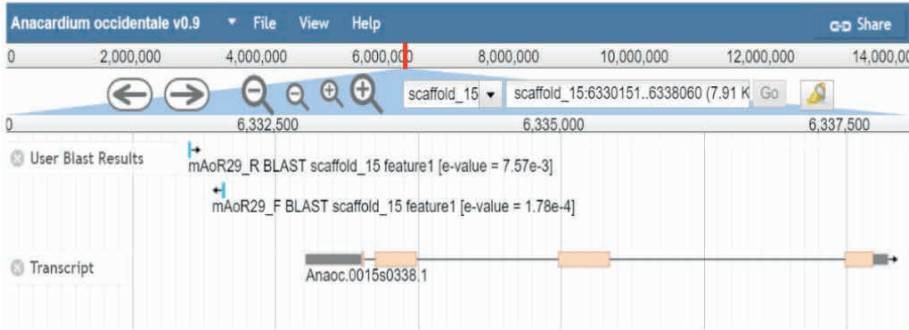 Anacardium occidentale v0.9 File View Help Share
0 2,000,000 4,000,000 6,000,000 8,000,000 10,000,000 12,000,000 14,000,00
scaffold_15 scaffold_15:6330151..6338060 (7.91 K Go
0 6,332,500 6,335,000 6,337,500
User Blast Results
mAoR29_R BLAST scaffold_15 feature1 [e-value = 7.57e-3]
mAoR29_F BLAST scaffold_15 feature1 [e-value = 1.78e-4]
Transcript
Anaoc.0015s0338.1